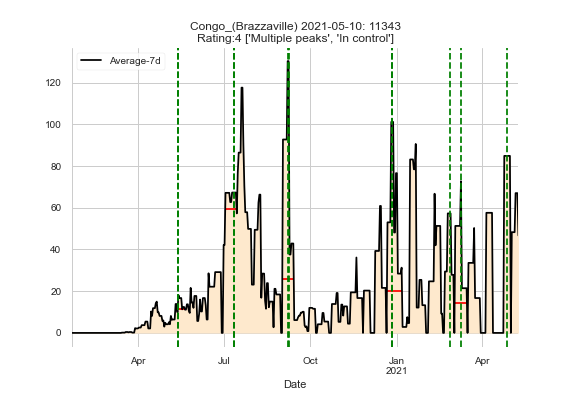 Congo_(Brazzaville) 2021-05-10: 11343
Rating:4 ['Multiple peaks', 'In control']
Average-7d
120
100
80
60
40
20
0
Apr
Jul
Oct
Jan
2021
Apr
Date